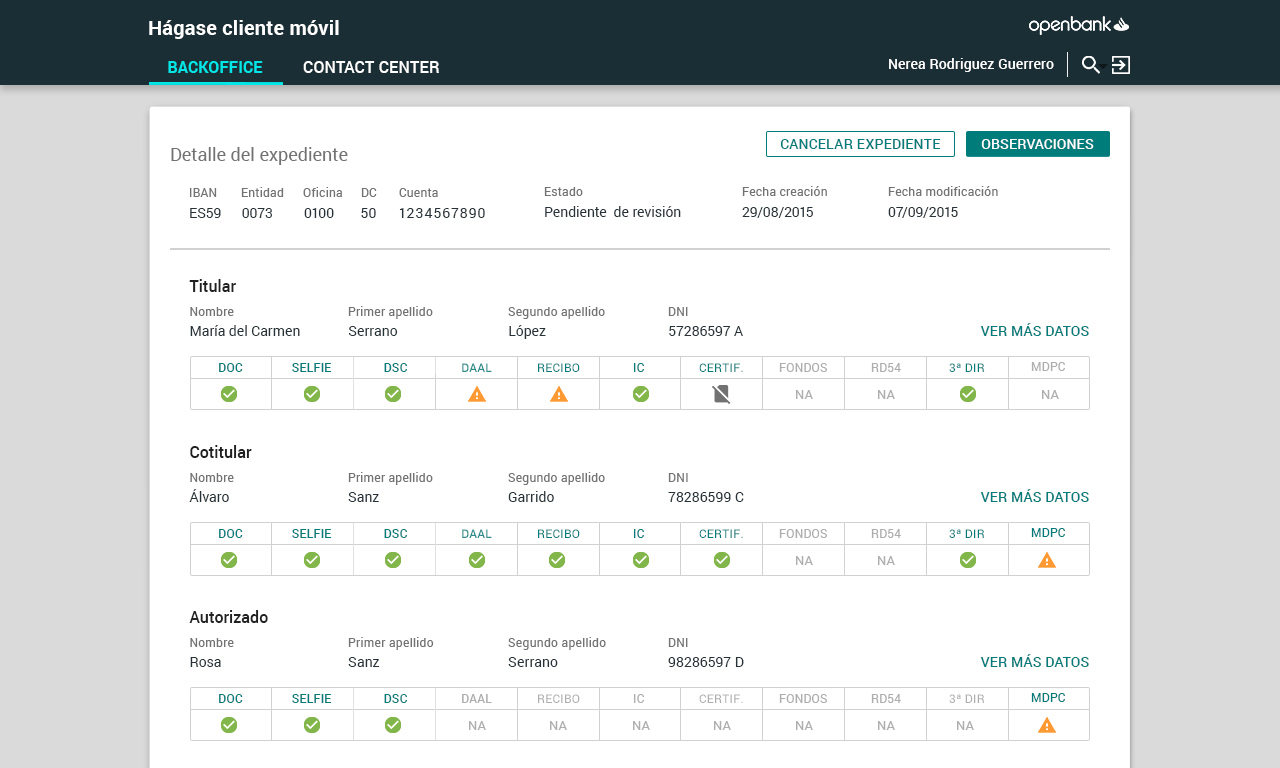 Hágase cliente móvil
openbank
BACKOFFICE CONTACT CENTER
Nerea Rodriguez Guerrero
Detalle del expediente
CANCELAR EXPEDIENTE OBSERVACIONES
IBAN Entidad Oficina DC Cuenta Estado Fecha creación Fecha modificación
ES59 0073 0100 50 1234567890 Pendiente de revisión 29/08/2015 07/09/2015
Titular
Nombre Primer apellido Segundo apellido DNI
María del Carmen Serrano López 57286597 A VER MÁS DATOS
DOC SELFIE DSC DAAL RECIBO IC CERTIF. FONDOS RD54 3ª DIR MDPC
NA NA NA
Cotitular
Nombre Primer apellido Segundo apellido DNI
Álvaro Sanz Garrido 78286599 C VER MÁS DATOS
DOC SELFIE DSC DAAL RECIBO IC CERTIF. FONDOS RD54 3ª DIR MDPC
NA NA
Autorizado
Nombre Primer apellido Segundo apellido DNI
Rosa Sanz Serrano 98286597 D VER MÁS DATOS
DOC SELFIE DSC DAAL RECIBO IC CERTIF. FONDOS RD54 3ª DIR MDPC
NA NA NA NA NA NA NA